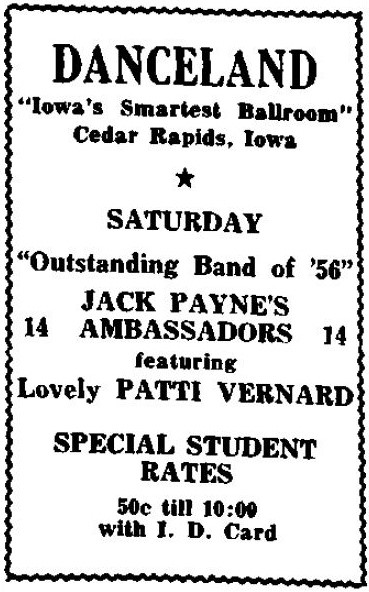 DANCELAND
"Iowa's Smartest Ballroom"
Cedar Rapids, Iowa
SATURDAY
"Outstanding Band of '56"
JACK PAYNE'S
14 AMBASSADORS 14
featuring
Lovely PATTI VERNARD
SPECIAL STUDENT
RATES
50c till 10:00
with I. D. Card